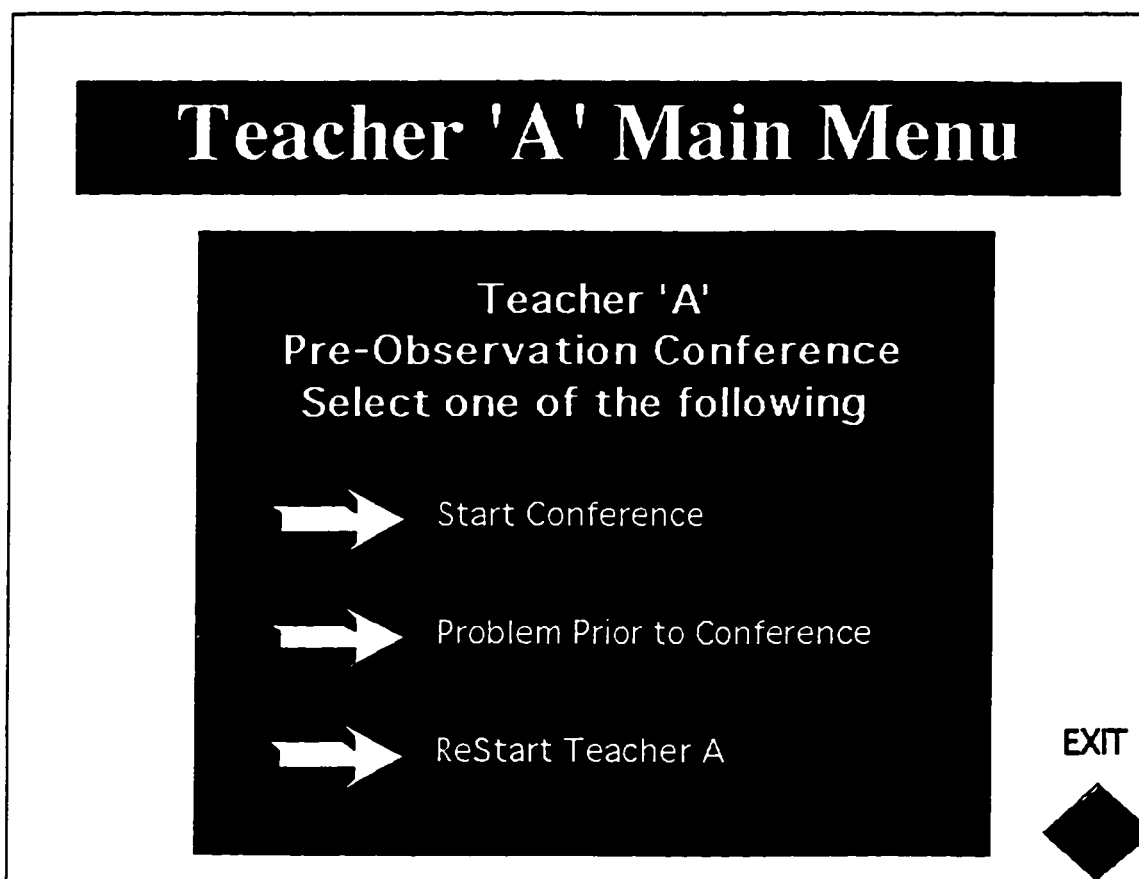 Teacher 'A' Main Menu
Teacher 'A'
Pre-Observation Conference
Select one of the following
Start Conference
Problem Prior to Conference
ReStart Teacher A
EXIT